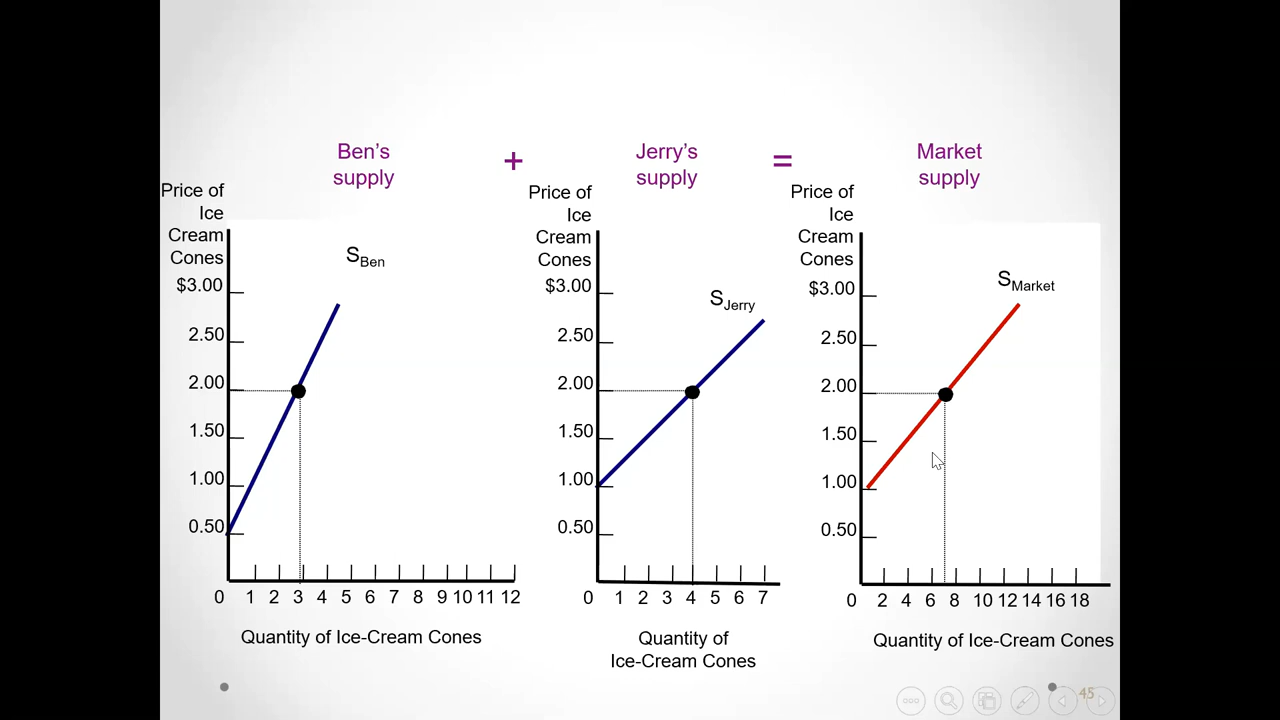 Ben's
supply
+
Jerry's
supply
=
Market
supply
Price of
Ice
Cream
Cones
$3.00
2.50
2.00
1.50
1.00
0.50
S Ben
0 1 2 3 4 5 6 7 8 9 10 11 12
Quantity of Ice-Cream Cones
Price of
Ice
Cream
Cones
$3.00
2.50
2.00
1.50
1.00
0.50
S Jerry
0 1 2 3 4 5 6 7
Quantity of
Ice-Cream Cones
Price of
Ice
Cream
Cones
$3.00
2.50
2.00
1.50
1.00
0.50
S Market
0 2 4 6 8 10 12 14 16 18
Quantity of Ice-Cream Cones
45